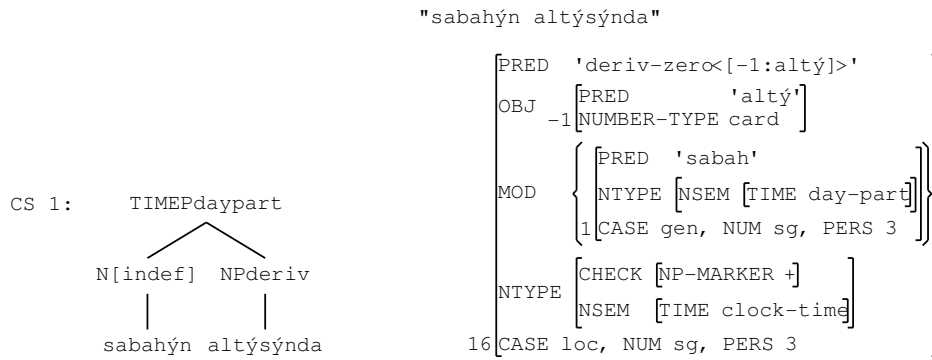 "sabahýn altýsýnda"
CS 1: TIMEPdaypart
N[indef] NPderiv
sabahýn altýsýnda
PRED 'deriv-zero<[-1:altý]>'
OBJ PRED 'altý'
-1 NUMBER-TYPE card
PRED 'sabah'
MOD NTYPE [NSEM [TIME day-part]]
1 CASE gen, NUM sg, PERS 3
CHECK [NP-MARKER +]
NTYPE
NSEM [TIME clock-time]
16 CASE loc, NUM sg, PERS 3